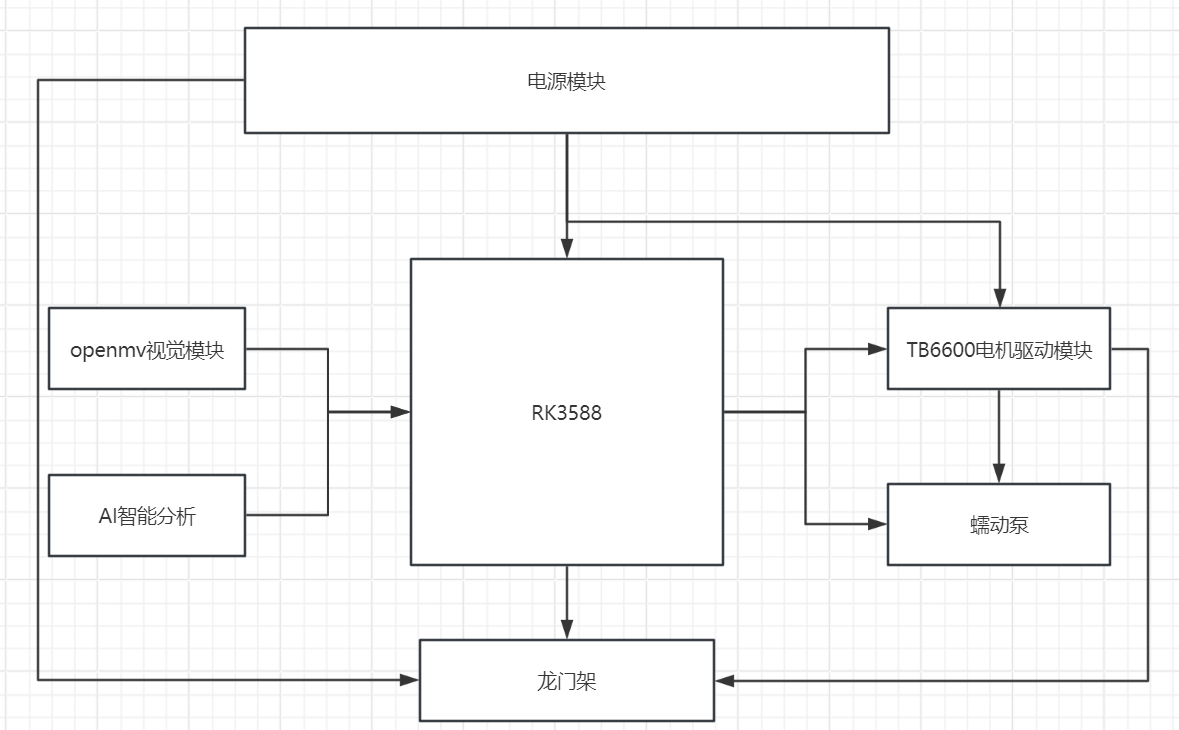 电源模块
openmv视觉模块
TB6600电机驱动模块
RK3588
AI智能分析
蠕动泵
龙门架